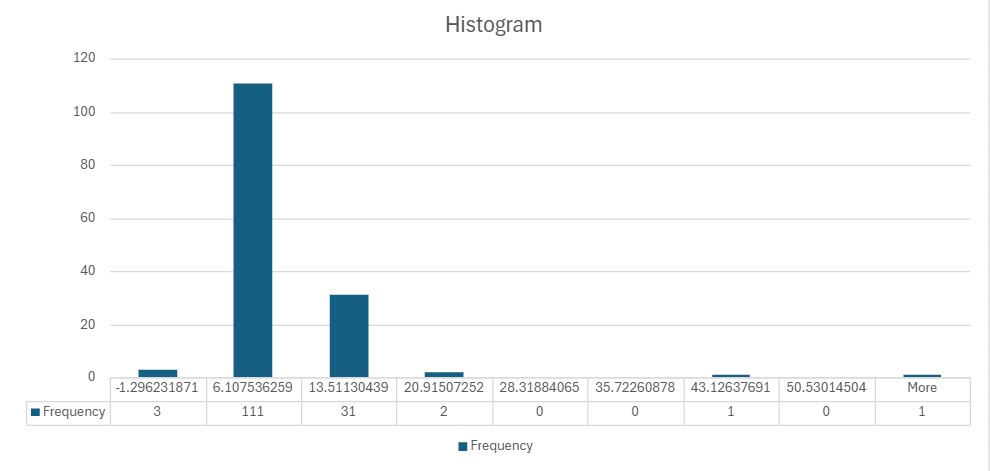 Histogram
120
100
80
60
40
20
0
-1.296231871 6.107536259 13.51130439 20.91507252 28.31884065 35.72260878 43.12637691 50.53014504 More
Frequency 3 111 31 2 0 0 1 0 1
Frequency